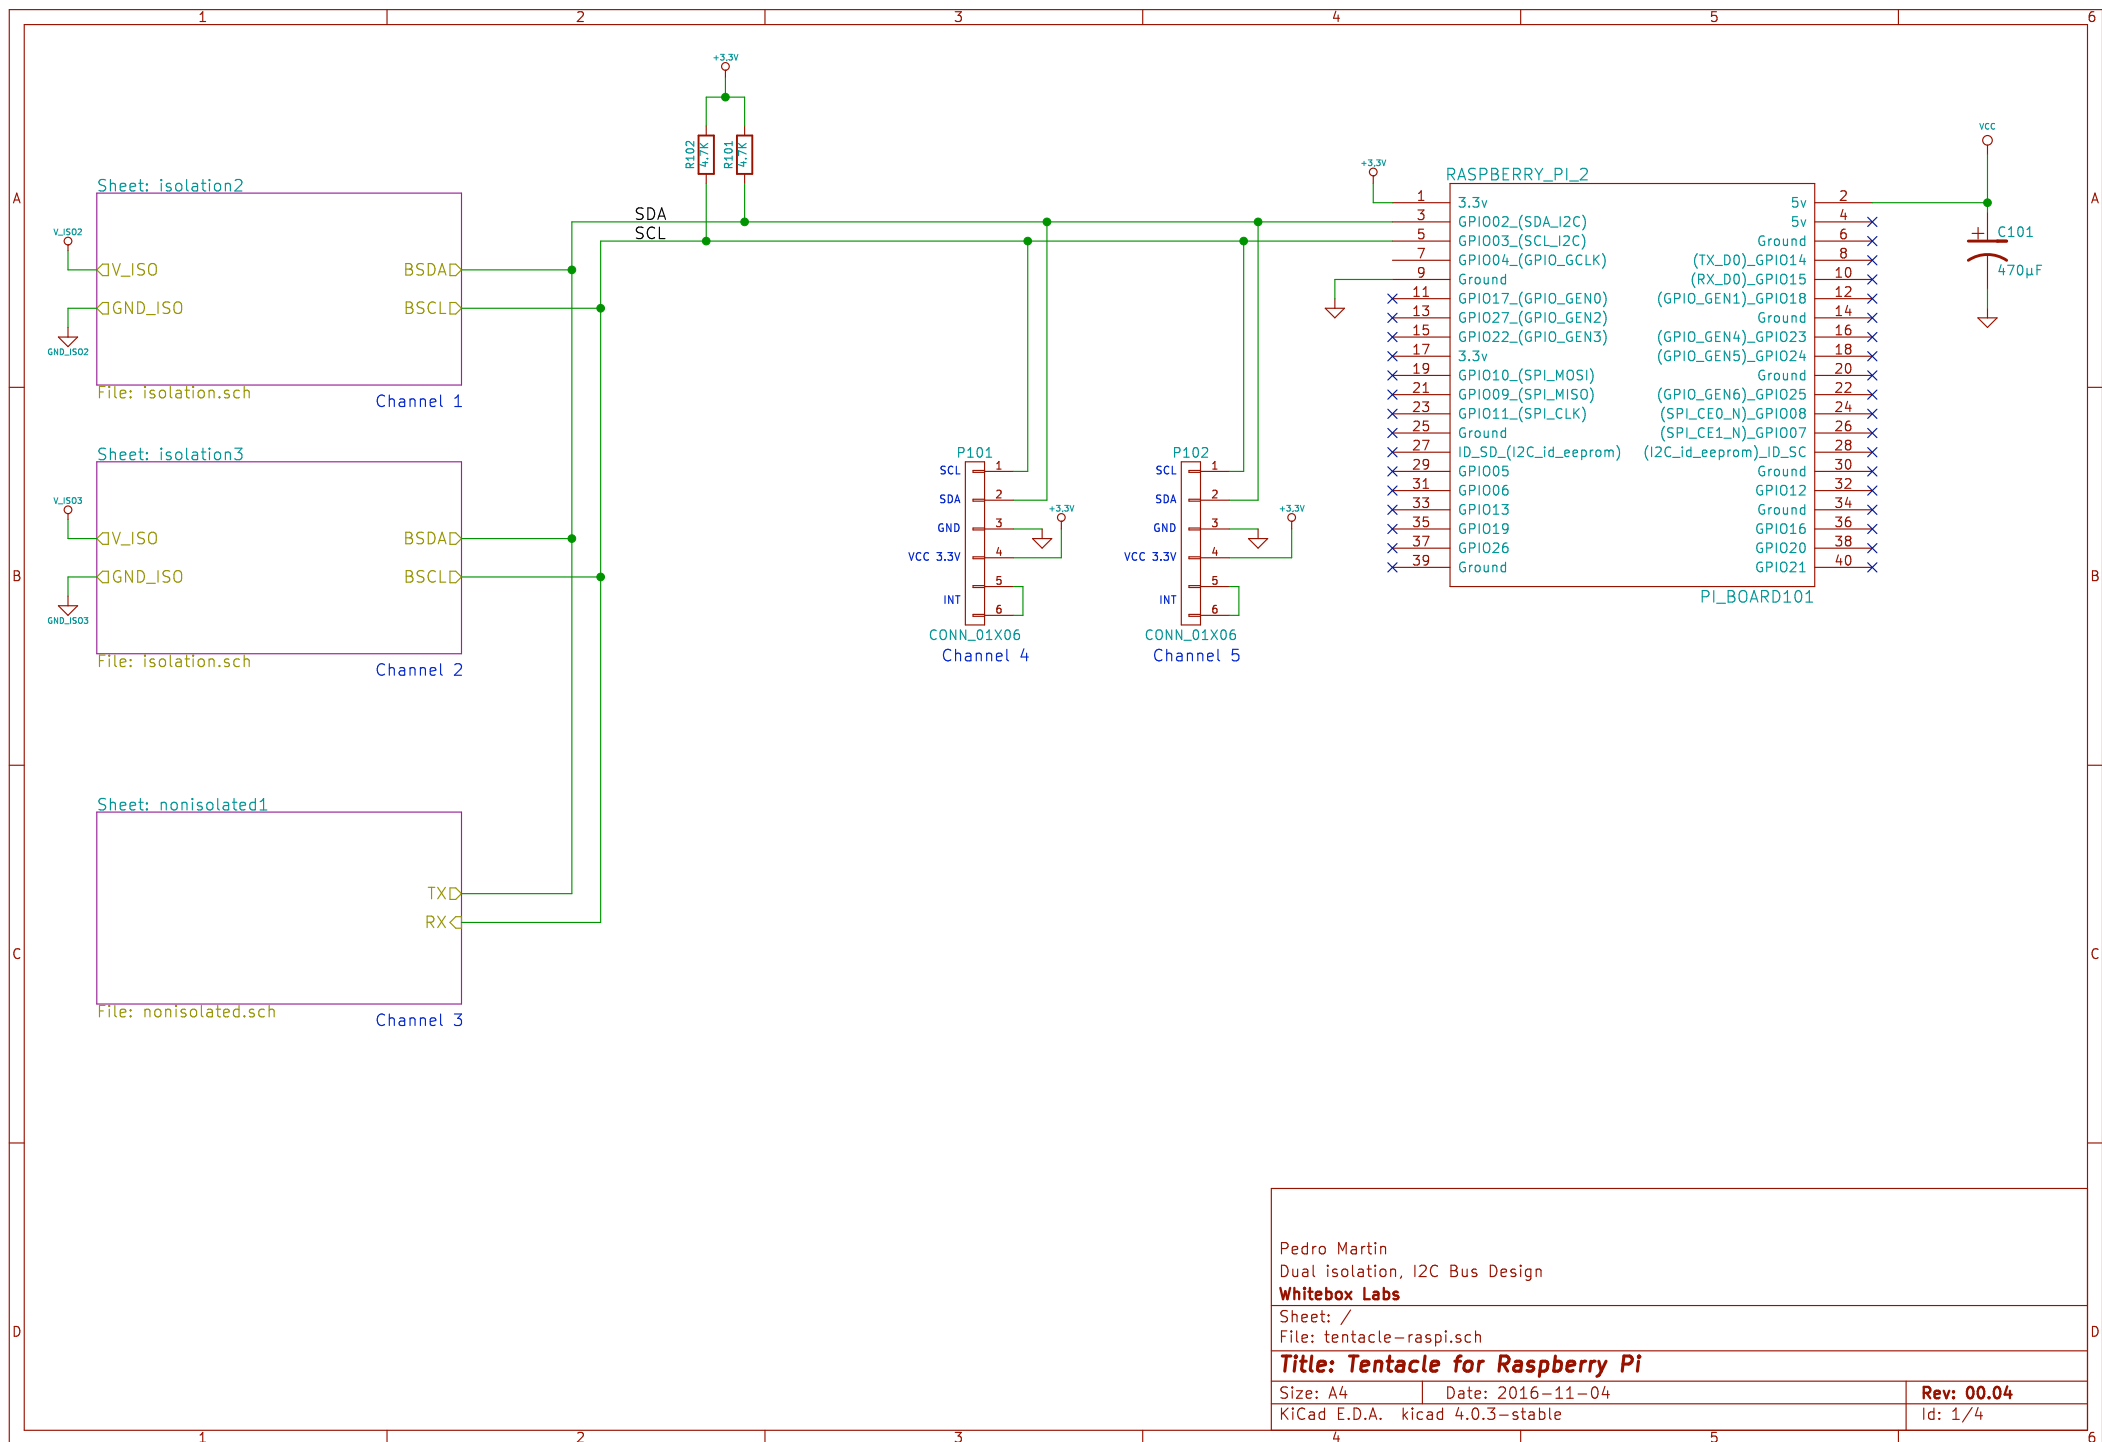 1 2 3 4 5 6
A A
B B
C C
D D
1 2 3 4 5 6
Sheet: isolation2
V_ISO2
V_ISO
GND_ISO
GND_ISO2
BSDA
BSCL
File: isolation.sch
Channel 1
Sheet: isolation3
V_ISO3
V_ISO
GND_ISO
GND_ISO3
BSDA
BSCL
File: isolation.sch
Channel 2
Sheet: nonisolated1
TX
RX
File: nonisolated.sch
Channel 3
+3.3V
R102
4.7K
R101
4.7K
SDA
SCL
P101
SCL 1
SDA 2
GND 3
VCC 3.3V 4
+3.3V
5
INT
6
CONN_01X06
Channel 4
P102
SCL 1
SDA 2
GND 3
VCC 3.3V 4
+3.3V
5
INT
6
CONN_01X06
Channel 5
+3.3V
RASPBERRY_PI_2
1 3.3v 5v 2
3 GPIO02_(SDA_I2C) 5v 4
5 GPIO03_(SCL_I2C) Ground 6
7 GPIO04_(GPIO_GCLK) (TX_D0)_GPIO14 8
9 Ground (RX_D0)_GPIO15 10
11 GPIO17_(GPIO_GEN0) (GPIO_GEN1)_GPIO18 12
13 GPIO27_(GPIO_GEN2) Ground 14
15 GPIO22_(GPIO_GEN3) (GPIO_GEN4)_GPIO23 16
17 3.3v (GPIO_GEN5)_GPIO24 18
19 GPIO10_(SPI_MOSI) Ground 20
21 GPIO09_(SPI_MISO) (GPIO_GEN6)_GPIO25 22
23 GPIO11_(SPI_CLK) (SPI_CE0_N)_GPIO08 24
25 Ground (SPI_CE1_N)_GPIO07 26
27 ID_SD_(I2C_id_eeprom) (I2C_id_eeprom)_ID_SC 28
29 GPIO05 Ground 30
31 GPIO06 GPIO12 32
33 GPIO13 Ground 34
35 GPIO19 GPIO16 36
37 GPIO26 GPIO20 38
39 Ground GPIO21 40
PI_BOARD101
VCC
+ C101
470µF
Pedro Martin
Dual isolation, I2C Bus Design
Whitebox Labs
Sheet: /
File: tentacle-raspi.sch
Title: Tentacle for Raspberry Pi
Size: A4 Date: 2016-11-04 Rev: 00.04
KiCad E.D.A. kicad 4.0.3-stable Id: 1/4